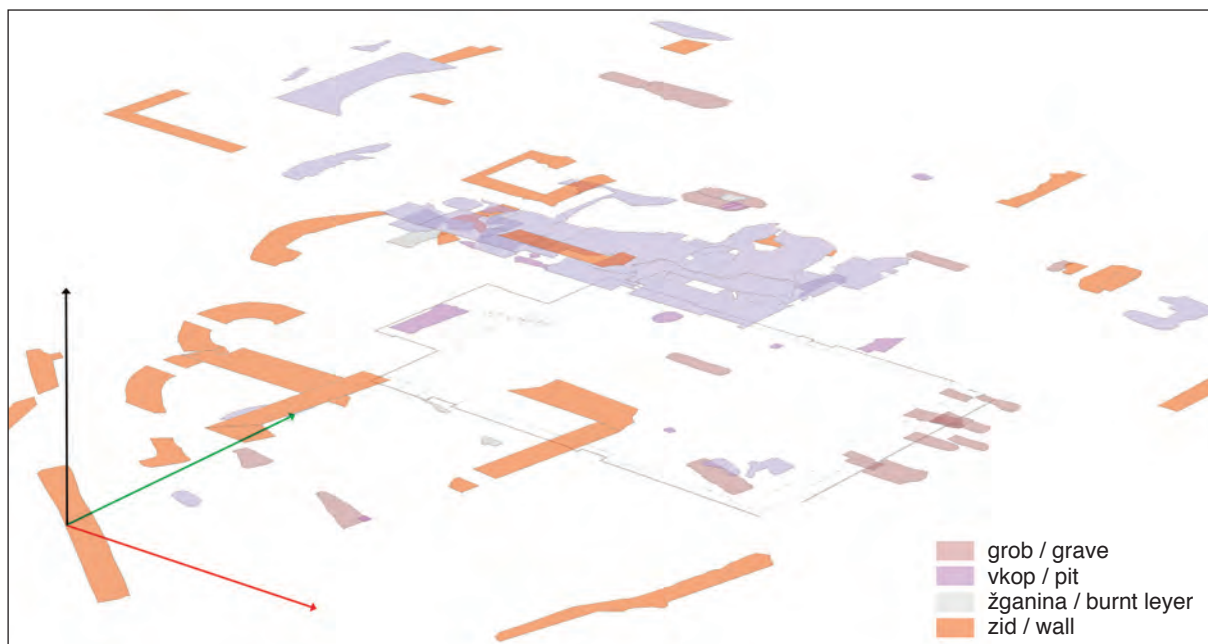 grob / grave
vkop / pit
žganina / burnt leyer
zid / wall